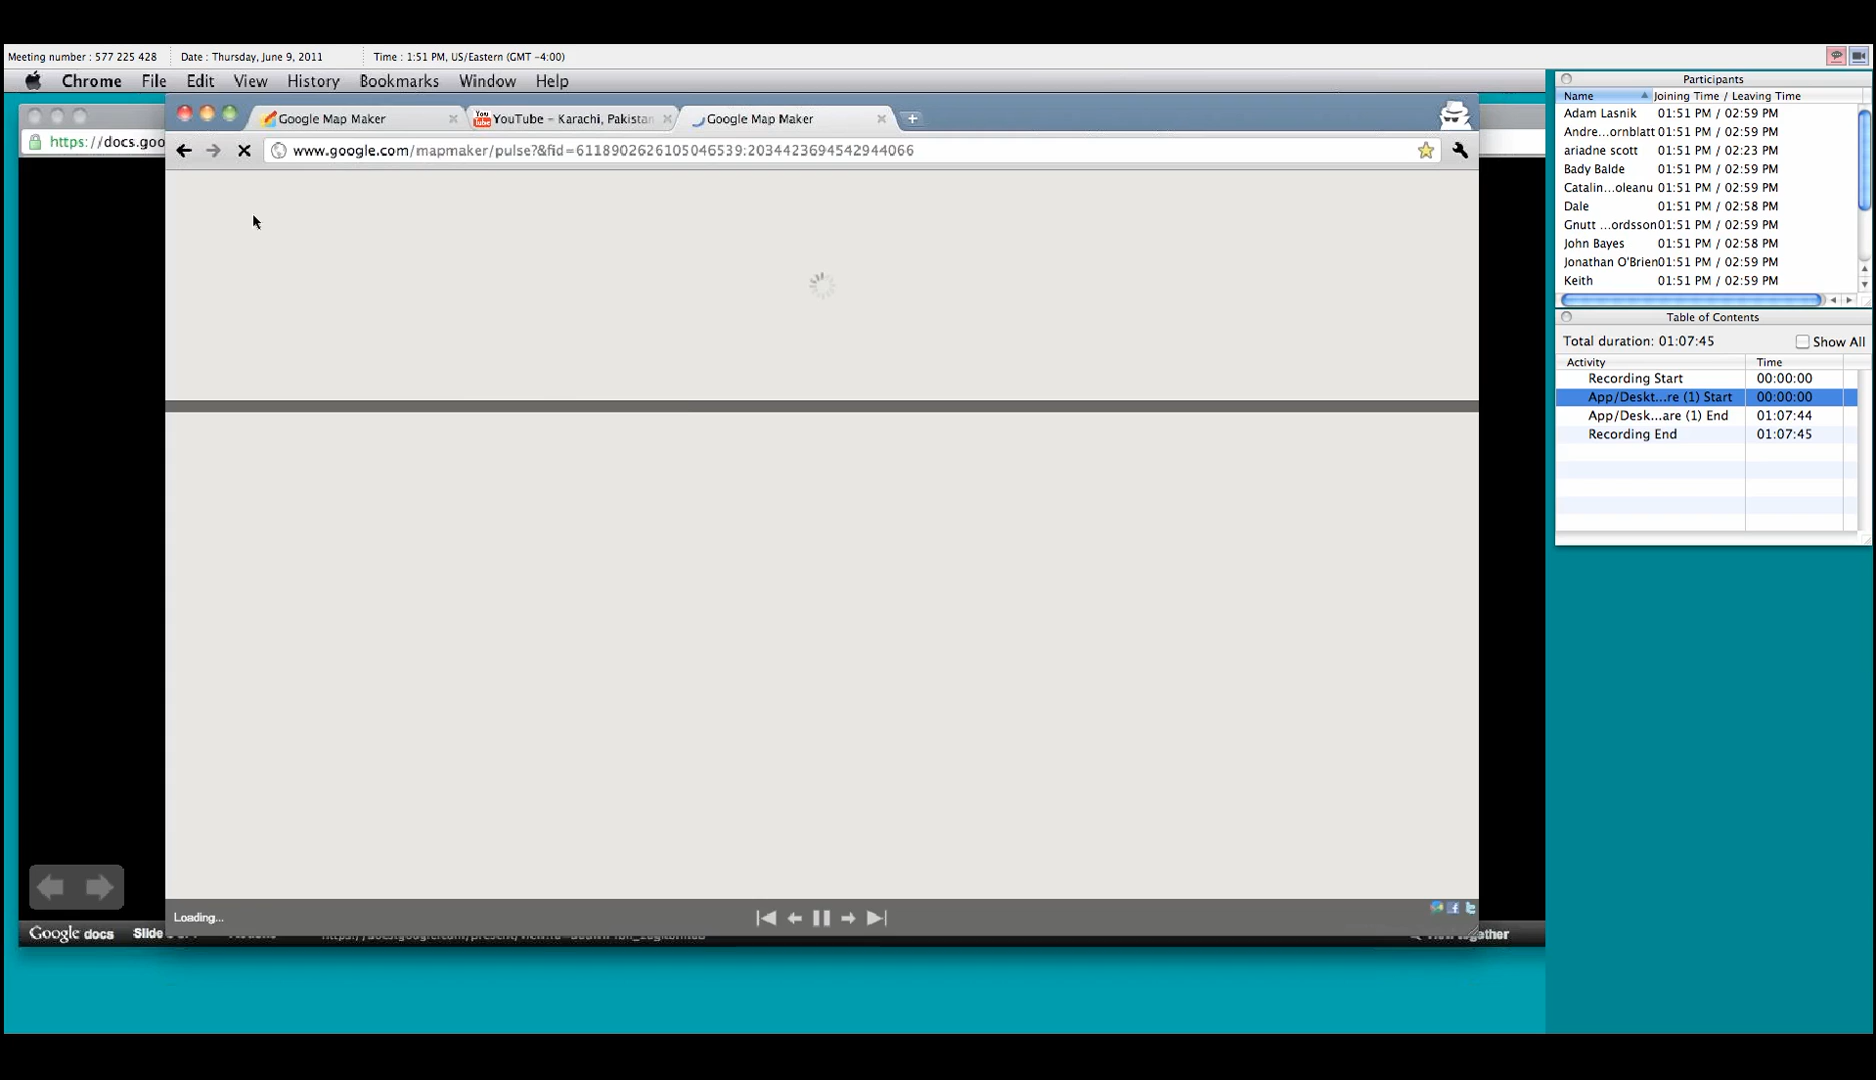 Meeting number : 577 225 428 Date : Thursday, June 9, 2011 Time : 1:51 PM, US/Eastern (GMT -4:00)
Chrome File Edit View History Bookmarks Window Help
Google Map Maker YouTube - Karachi, Pakistan Google Map Maker
https://docs.goo
www.google.com/mapmaker/pulse?&fid=6118902626105046539:2034423694542944066
Loading...
Google docs Slide
together
Participants
Name Joining Time / Leaving Time
Adam Lasnik 01:51 PM / 02:59 PM
Andre...ornblatt 01:51 PM / 02:59 PM
ariadne scott 01:51 PM / 02:23 PM
Bady Balde 01:51 PM / 02:59 PM
Catalin...oleanu 01:51 PM / 02:59 PM
Dale 01:51 PM / 02:58 PM
Gnutt ...ordsson 01:51 PM / 02:59 PM
John Bayes 01:51 PM / 02:58 PM
Jonathan O'Brien 01:51 PM / 02:59 PM
Keith 01:51 PM / 02:59 PM
Table of Contents
Total duration: 01:07:45 Show All
Activity Time
Recording Start 00:00:00
App/Deskt...re (1) Start 00:00:00
App/Desk...are (1) End 01:07:44
Recording End 01:07:45